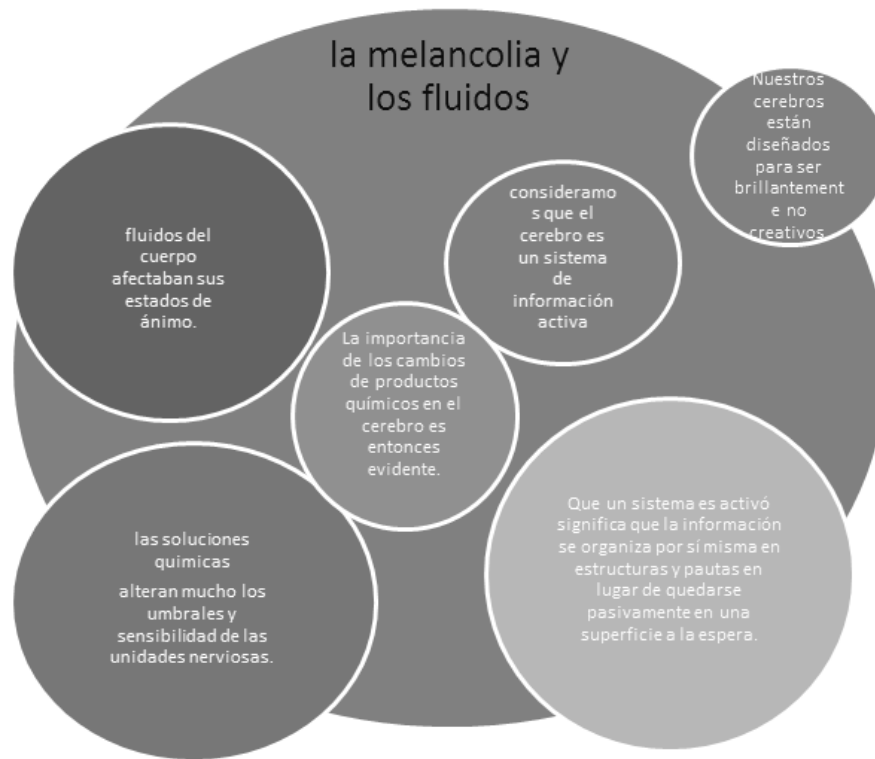 la melancolia y
los fluidos
Nuestros
cerebros
están
diseñados
para ser
brillantement
e no
creativos
fluidos del
cuerpo
afectaban sus
estados de
ánimo.
consideramo
s que el
cerebro es
un sistema
de
información
activa
La importancia
de los cambios
de productos
químicos en el
cerebro es
entonces
evidente.
las soluciones
quimicas
alteran mucho los
umbrales y
sensibilidad de las
unidades nerviosas.
Que un sistema es activó
significa que la información
se organiza por sí misma en
estructuras y pautas en
lugar de quedarse
pasivamente en una
superficie a la espera.